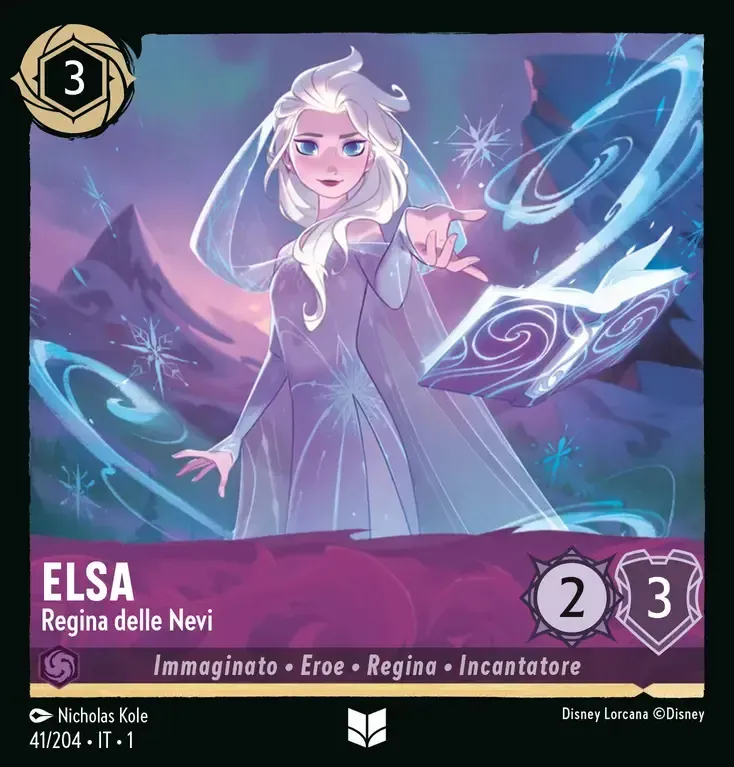 3
ELSA
Regina delle Nevi
2
3
Immaginato • Eroe • Regina • Incantatore
Nicholas Kole
Disney Lorcana ©Disney
41/204 • IT • 1